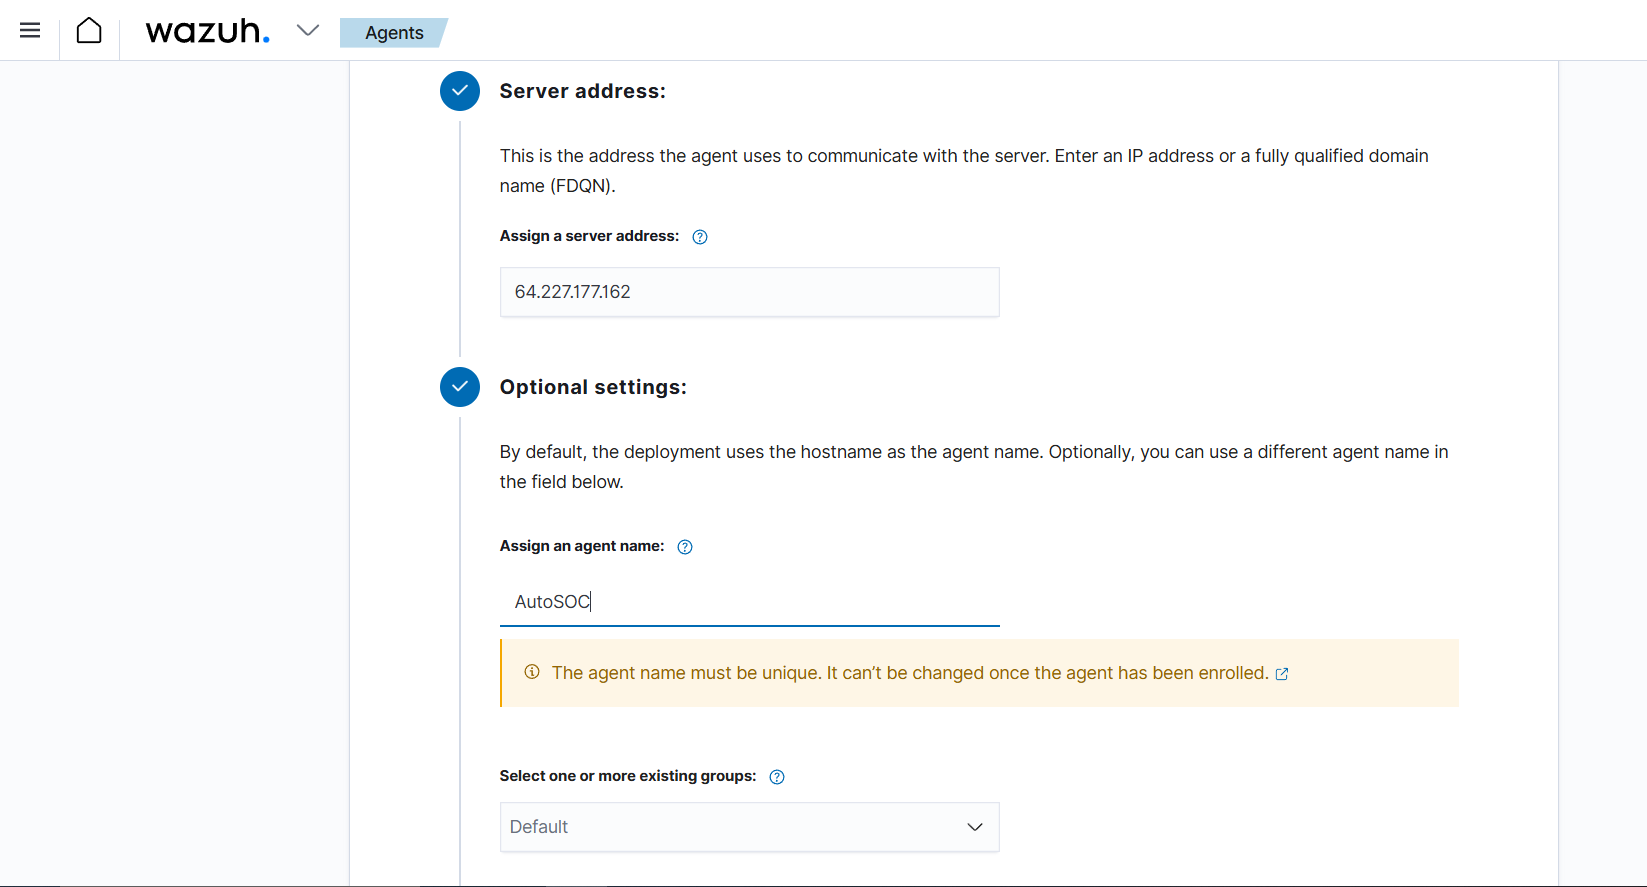 wazuh.
Agents
Server address:
This is the address the agent uses to communicate with the server. Enter an IP address or a fully qualified domain
name (FDQN).
Assign a server address:
64.227.177.162
Optional settings:
By default, the deployment uses the hostname as the agent name. Optionally, you can use a different agent name in
the field below.
Assign an agent name:
AutoSOC
The agent name must be unique. It can’t be changed once the agent has been enrolled.
Select one or more existing groups:
Default